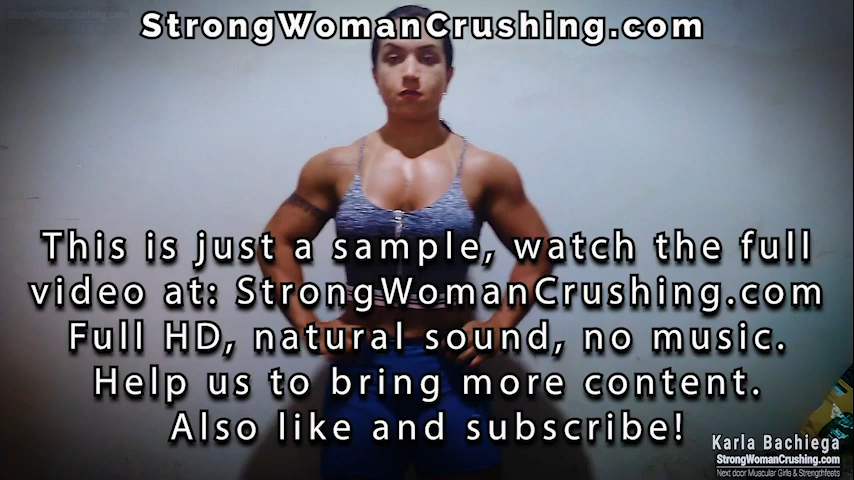 StrongWomanCrushing.com
This is just a sample, watch the full
video at: StrongWomanCrushing.com
Full HD, natural sound, no music.
Help us to bring more content.
Also like and subscribe!
Karla Bachiega
StrongWomanCrushing.com
Next door Muscular Girls & Strengthfeats